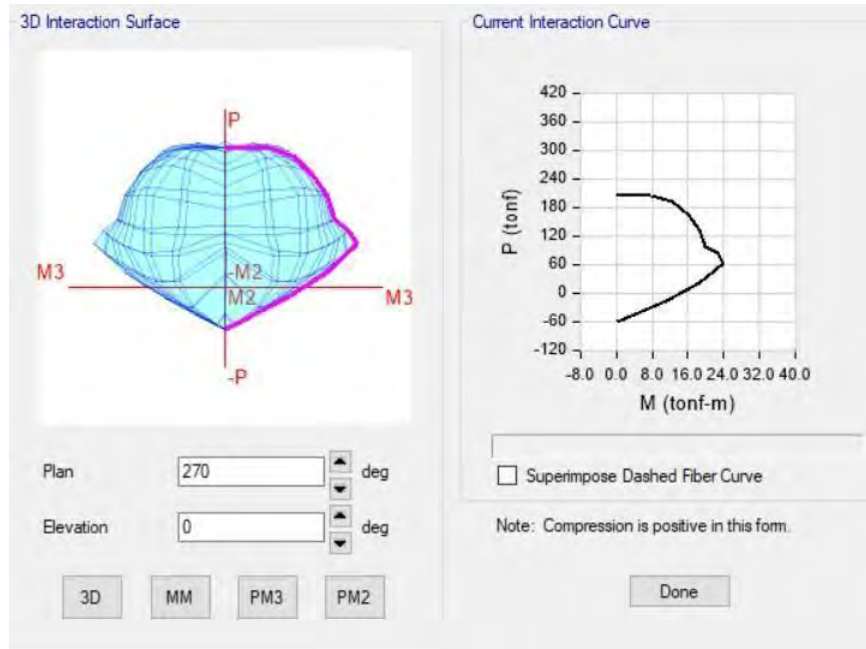 3D Interaction Surface
P
M3
-M2
M2
M3
-P
Plan
270
deg
Elevation
0
deg
3D
MM
PM3
PM2
Current Interaction Curve
420
360
300
240
180
120
60
0
-60
-120
P (tonf)
-8.0 0.0 8.0 16.0 24.0 32.0 40.0
M (tonf-m)
Superimpose Dashed Fiber Curve
Note: Compression is positive in this form.
Done